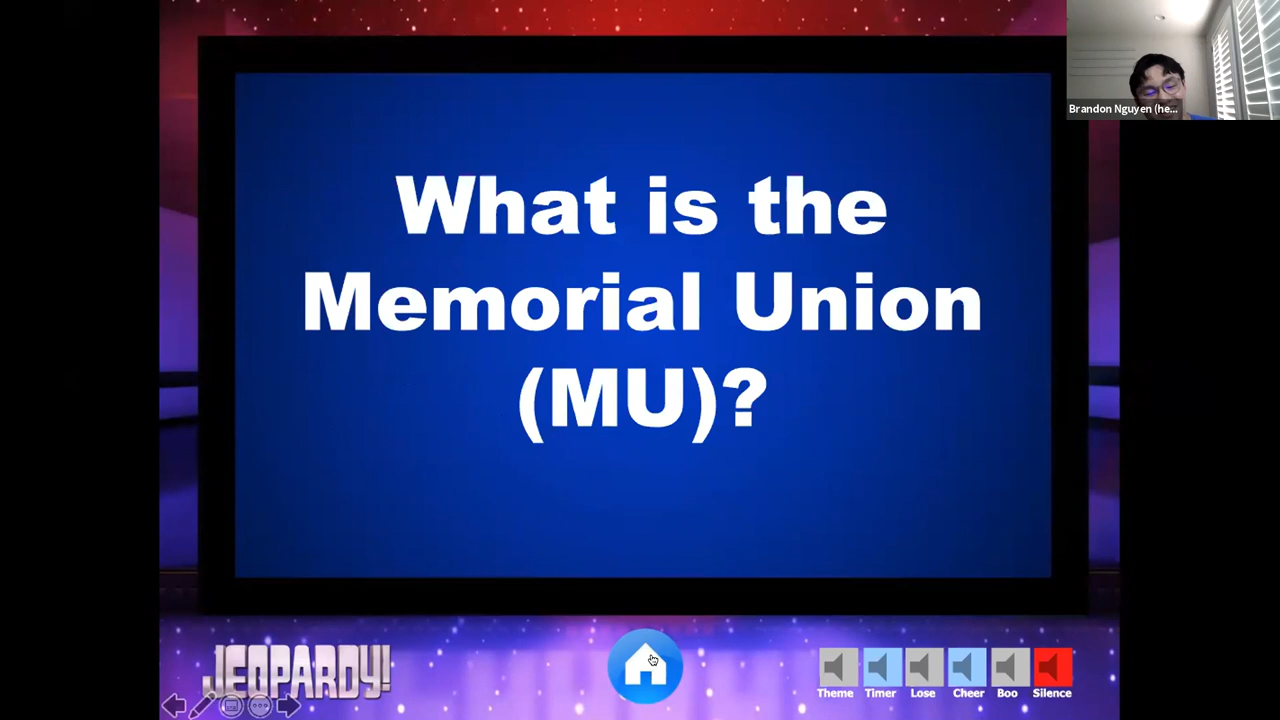 Brandon Nguyen (he...
What is the
Memorial Union
(MU)?
JEOPARDY!
Theme Timer Lose Cheer Boo Silence